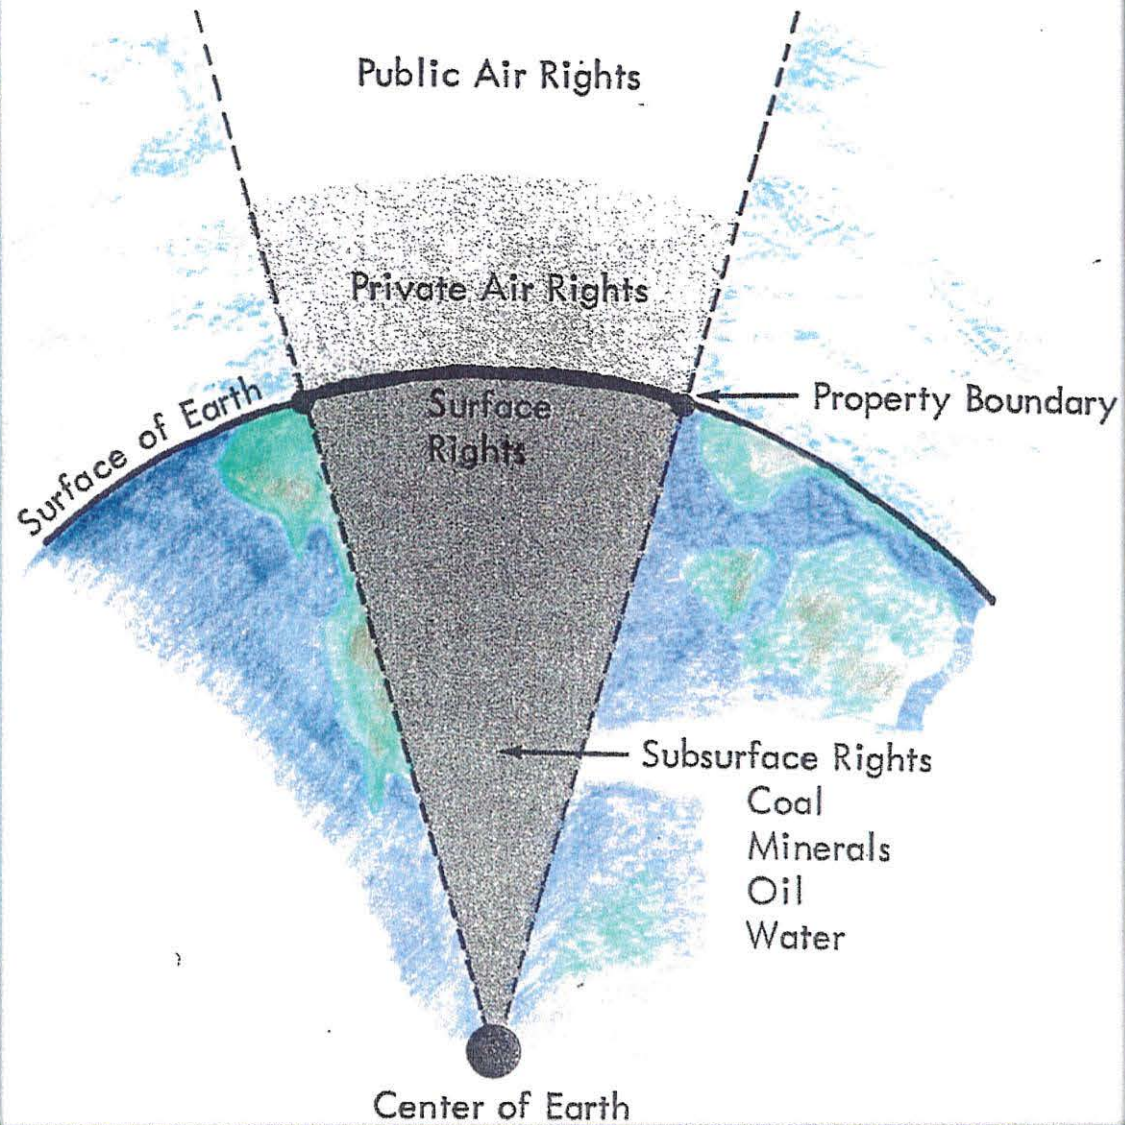 Public Air Rights
Private Air Rights
Surface of Earth
Property Boundary
Surface
Rights
Subsurface Rights
Coal
Minerals
Oil
Water
Center of Earth